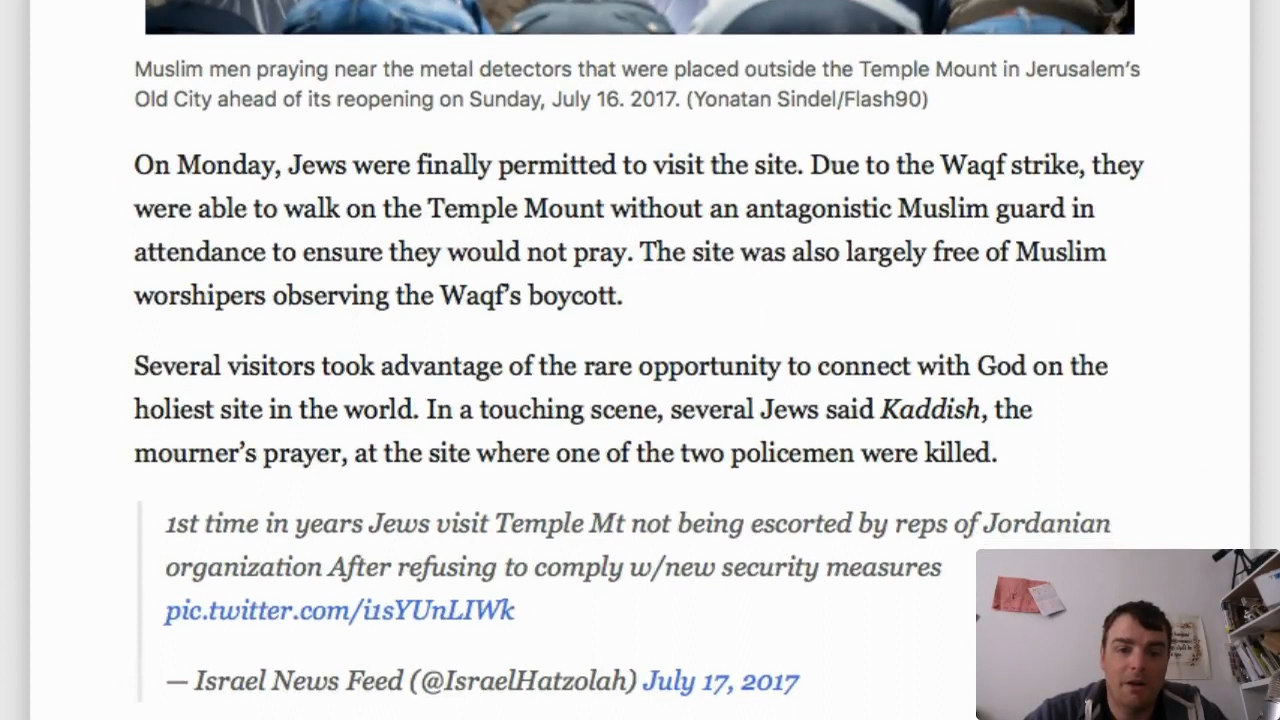 Muslim men praying near the metal detectors that were placed outside the Temple Mount in Jerusalem's
Old City ahead of its reopening on Sunday, July 16. 2017. (Yonatan Sindel/Flash90)
On Monday, Jews were finally permitted to visit the site. Due to the Waqf strike, they
were able to walk on the Temple Mount without an antagonistic Muslim guard in
attendance to ensure they would not pray. The site was also largely free of Muslim
worshipers observing the Waqf's boycott.
Several visitors took advantage of the rare opportunity to connect with God on the
holiest site in the world. In a touching scene, several Jews said Kaddish, the
mourner's prayer, at the site where one of the two policemen were killed.
1st time in years Jews visit Temple Mt not being escorted by reps of Jordanian
organization After refusing to comply w/new security measures
pic.twitter.com/i1sYUnLIWk
— Israel News Feed (@IsraelHatzolah) July 17, 2017